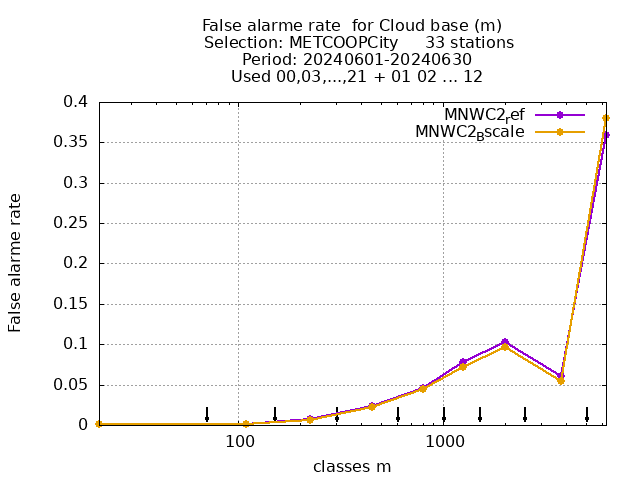 False alarme rate  for Cloud base (m)
Selection: METCOOPCity     33 stations
Period: 20240601-20240630
Used 00,03,...,21 + 01 02 ... 12
MNWC2ref
MNWC2Bscale
0.4
0.35
0.3
0.25
0.2
0.15
0.1
0.05
0
False alarme rate
100
1000
classes m